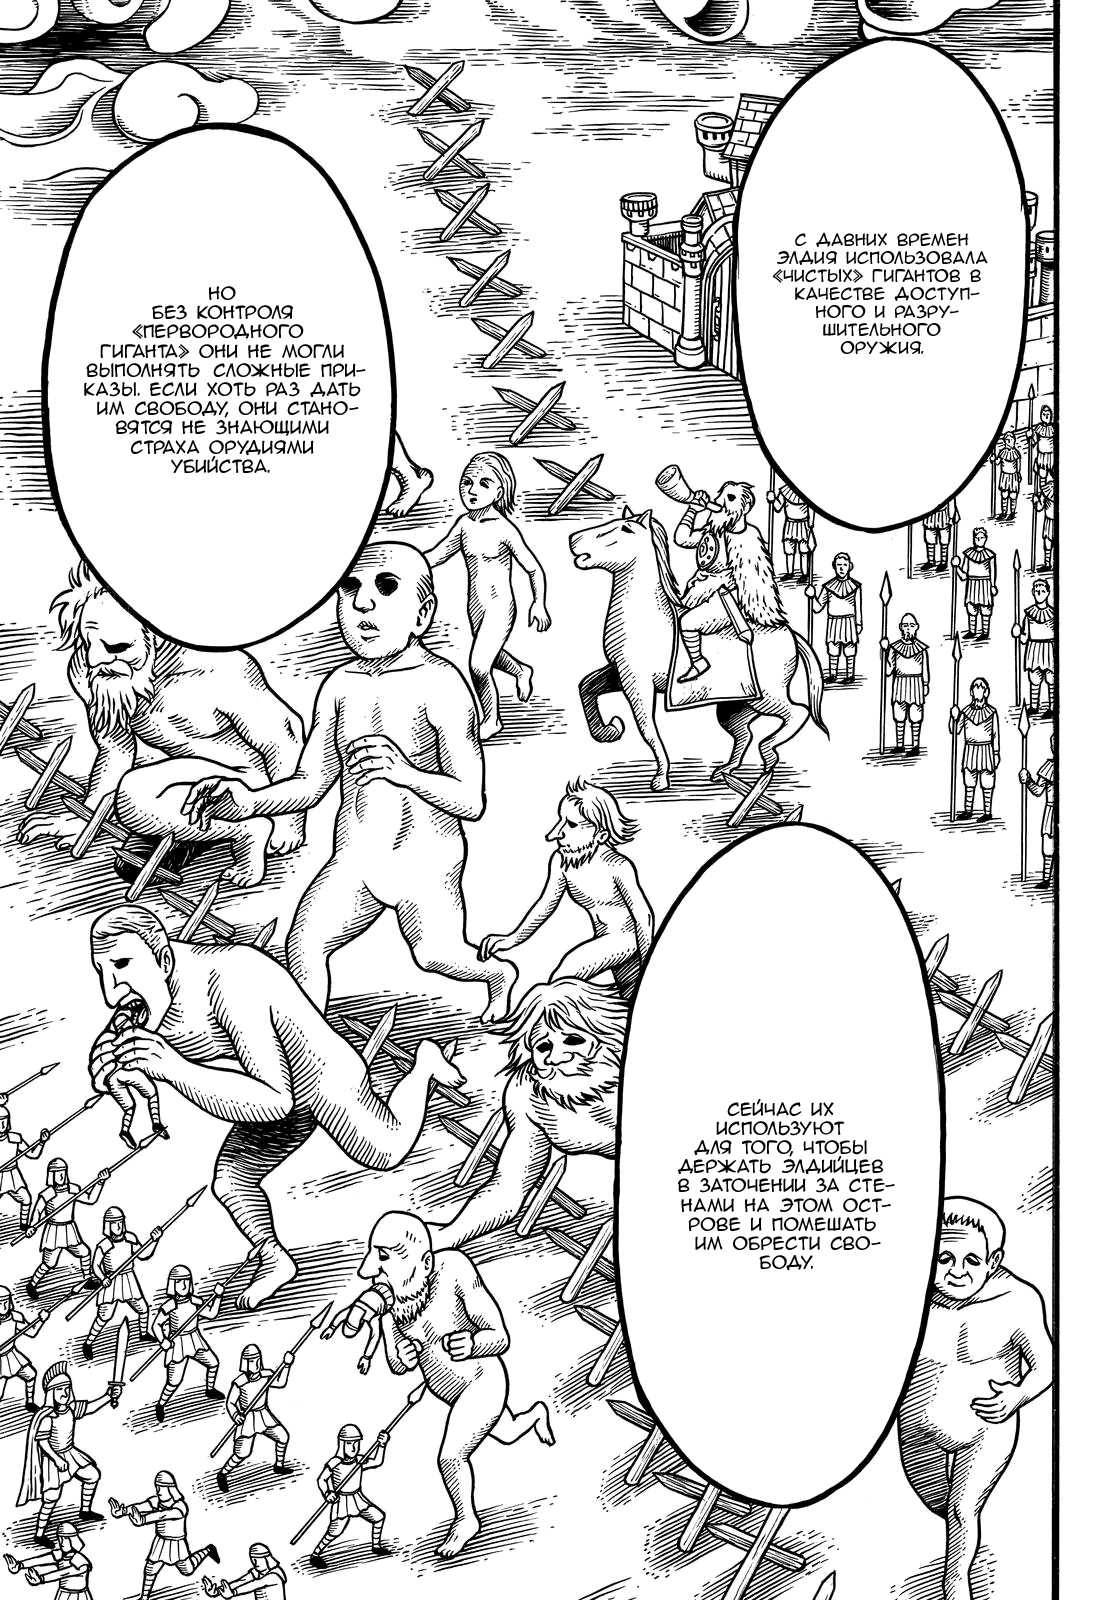 С ДАВНИХ ВРЕМЕН
ЭЛДИЯ ИСПОЛЬЗОВАЛА
«ЧИСТЫХ» ГИГАНТОВ В
КАЧЕСТВЕ ДОСТУП-
НОГО И РАЗРУ-
ШИТЕЛЬНОГО
ОРУЖИЯ.
НО
БЕЗ КОНТРОЛЯ
«ПЕРВОРОДНОГО
ГИГАНТА» ОНИ НЕ МОГЛИ
ВЫПОЛНЯТЬ СЛОЖНЫЕ ПРИ-
КАЗЫ. ЕСЛИ ХОТЬ РАЗ ДАТЬ
ИМ СВОБОДУ, ОНИ СТАНО-
ВЯТСЯ НЕ ЗНАЮЩИМИ
СТРАХА ОРУДИЯМИ
УБИЙСТВА.
СЕЙЧАС ИХ
ИСПОЛЬЗУЮТ
ДЛЯ ТОГО, ЧТОБЫ
ДЕРЖАТЬ ЭЛДИЙЦЕВ
В ЗАТОЧЕНИИ ЗА СТЕ-
НАМИ НА ЭТОМ ОСТ-
РОВЕ И ПОМЕШАТЬ
ИМ ОБРЕСТИ СВО-
БОДУ.